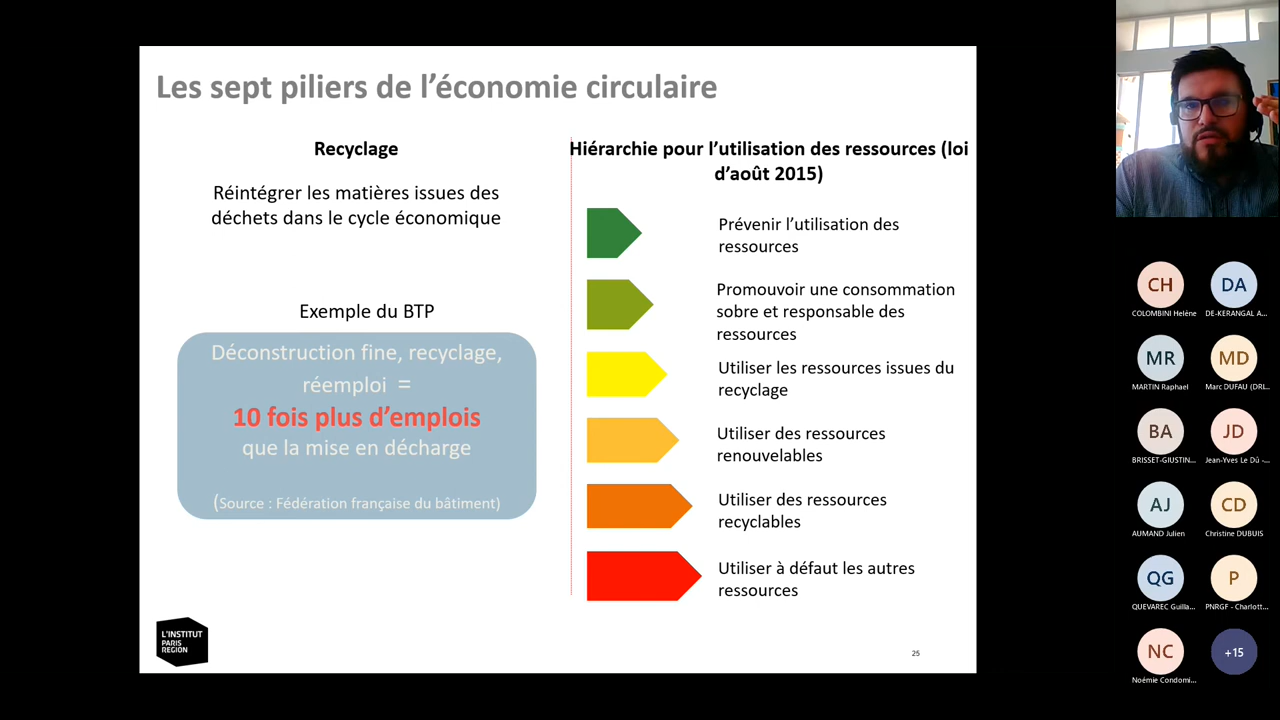 Les sept piliers de l’économie circulaire
Recyclage
Réintégrer les matières issues des
déchets dans le cycle économique
Exemple du BTP
Déconstruction fine, recyclage,
réemploi =
10 fois plus d’emplois
que la mise en décharge
(Source : Fédération française du bâtiment)
Hiérarchie pour l’utilisation des ressources (loi
d’août 2015)
Prévenir l’utilisation des
ressources
Promouvoir une consommation
sobre et responsable des
ressources
Utiliser les ressources issues du
recyclage
Utiliser des ressources
renouvelables
Utiliser des ressources
recyclables
Utiliser à défaut les autres
ressources
L'INSTITUT
PARIS
REGION
25
CH
COLOMBINI Heléne
DA
DE-KERANGAL A...
MR
MARTIN Raphael
MD
Marc DUFAU (DRI...
BA
BRISSET-GIUSTIN...
JD
Jean-Yves Le Dû -...
AJ
AUMAND Julien
CD
Christine DUBUIS
QG
QUEVAREC Guilla...
P
PNRGF - Charlott...
NC
Noémie Condomi...
+15